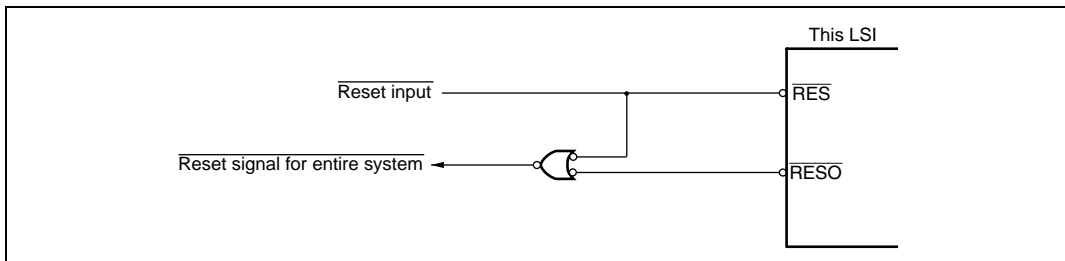 This LSI
Reset input
RES
Reset signal for entire system
RESO